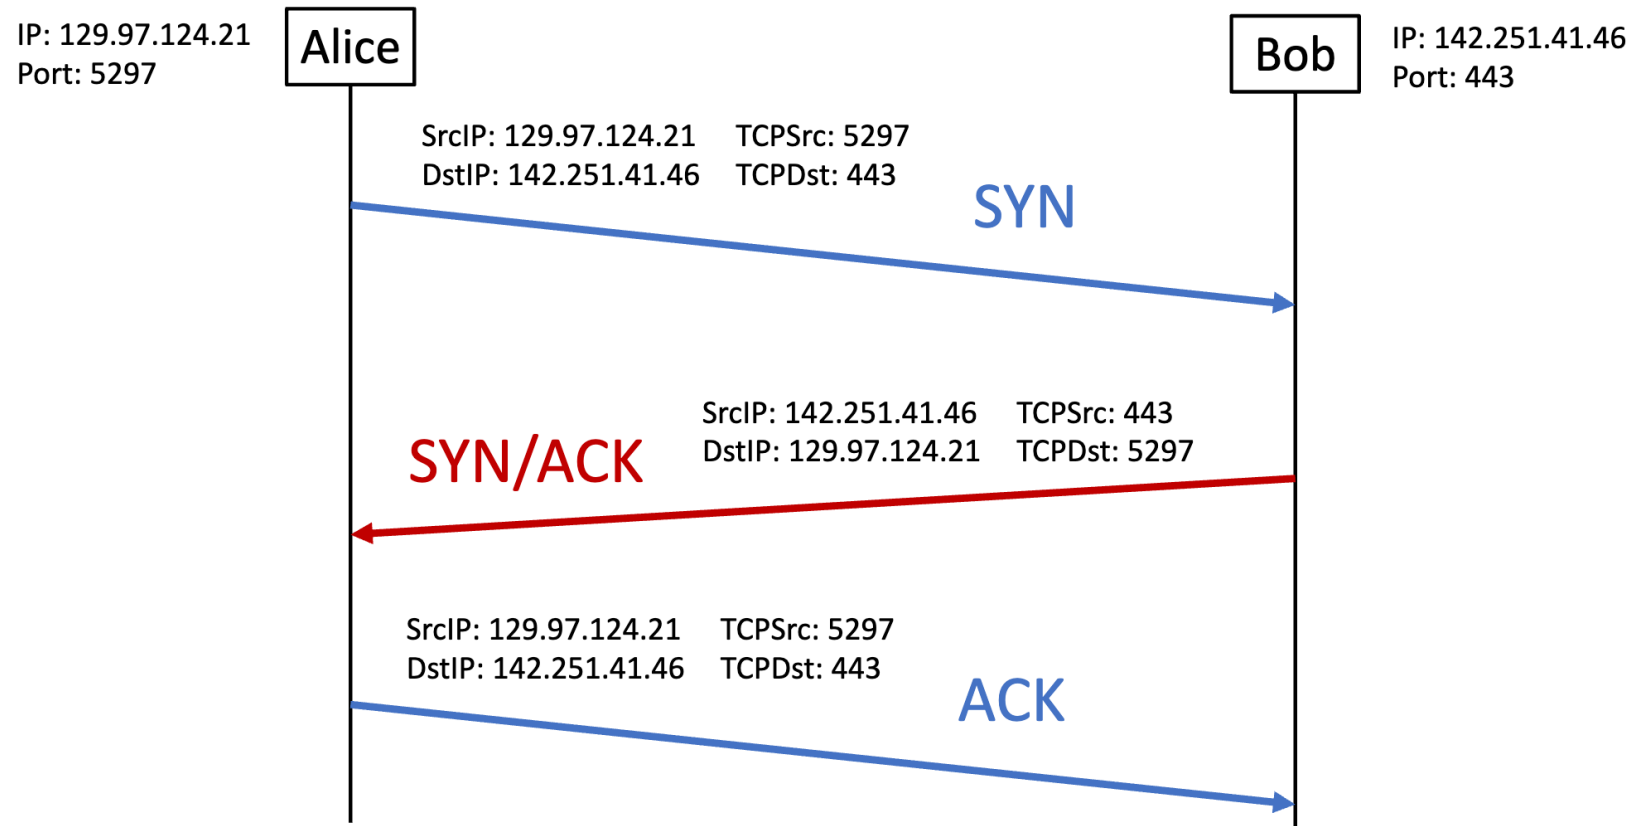 IP: 129.97.124.21
Port: 5297
Alice
Bob
IP: 142.251.41.46
Port: 443
SrcIP: 129.97.124.21 TCPSrc: 5297
DstIP: 142.251.41.46 TCPDst: 443
SYN
SrcIP: 142.251.41.46 TCPSrc: 443
DstIP: 129.97.124.21 TCPDst: 5297
SYN/ACK
SrcIP: 129.97.124.21 TCPSrc: 5297
DstIP: 142.251.41.46 TCPDst: 443
ACK